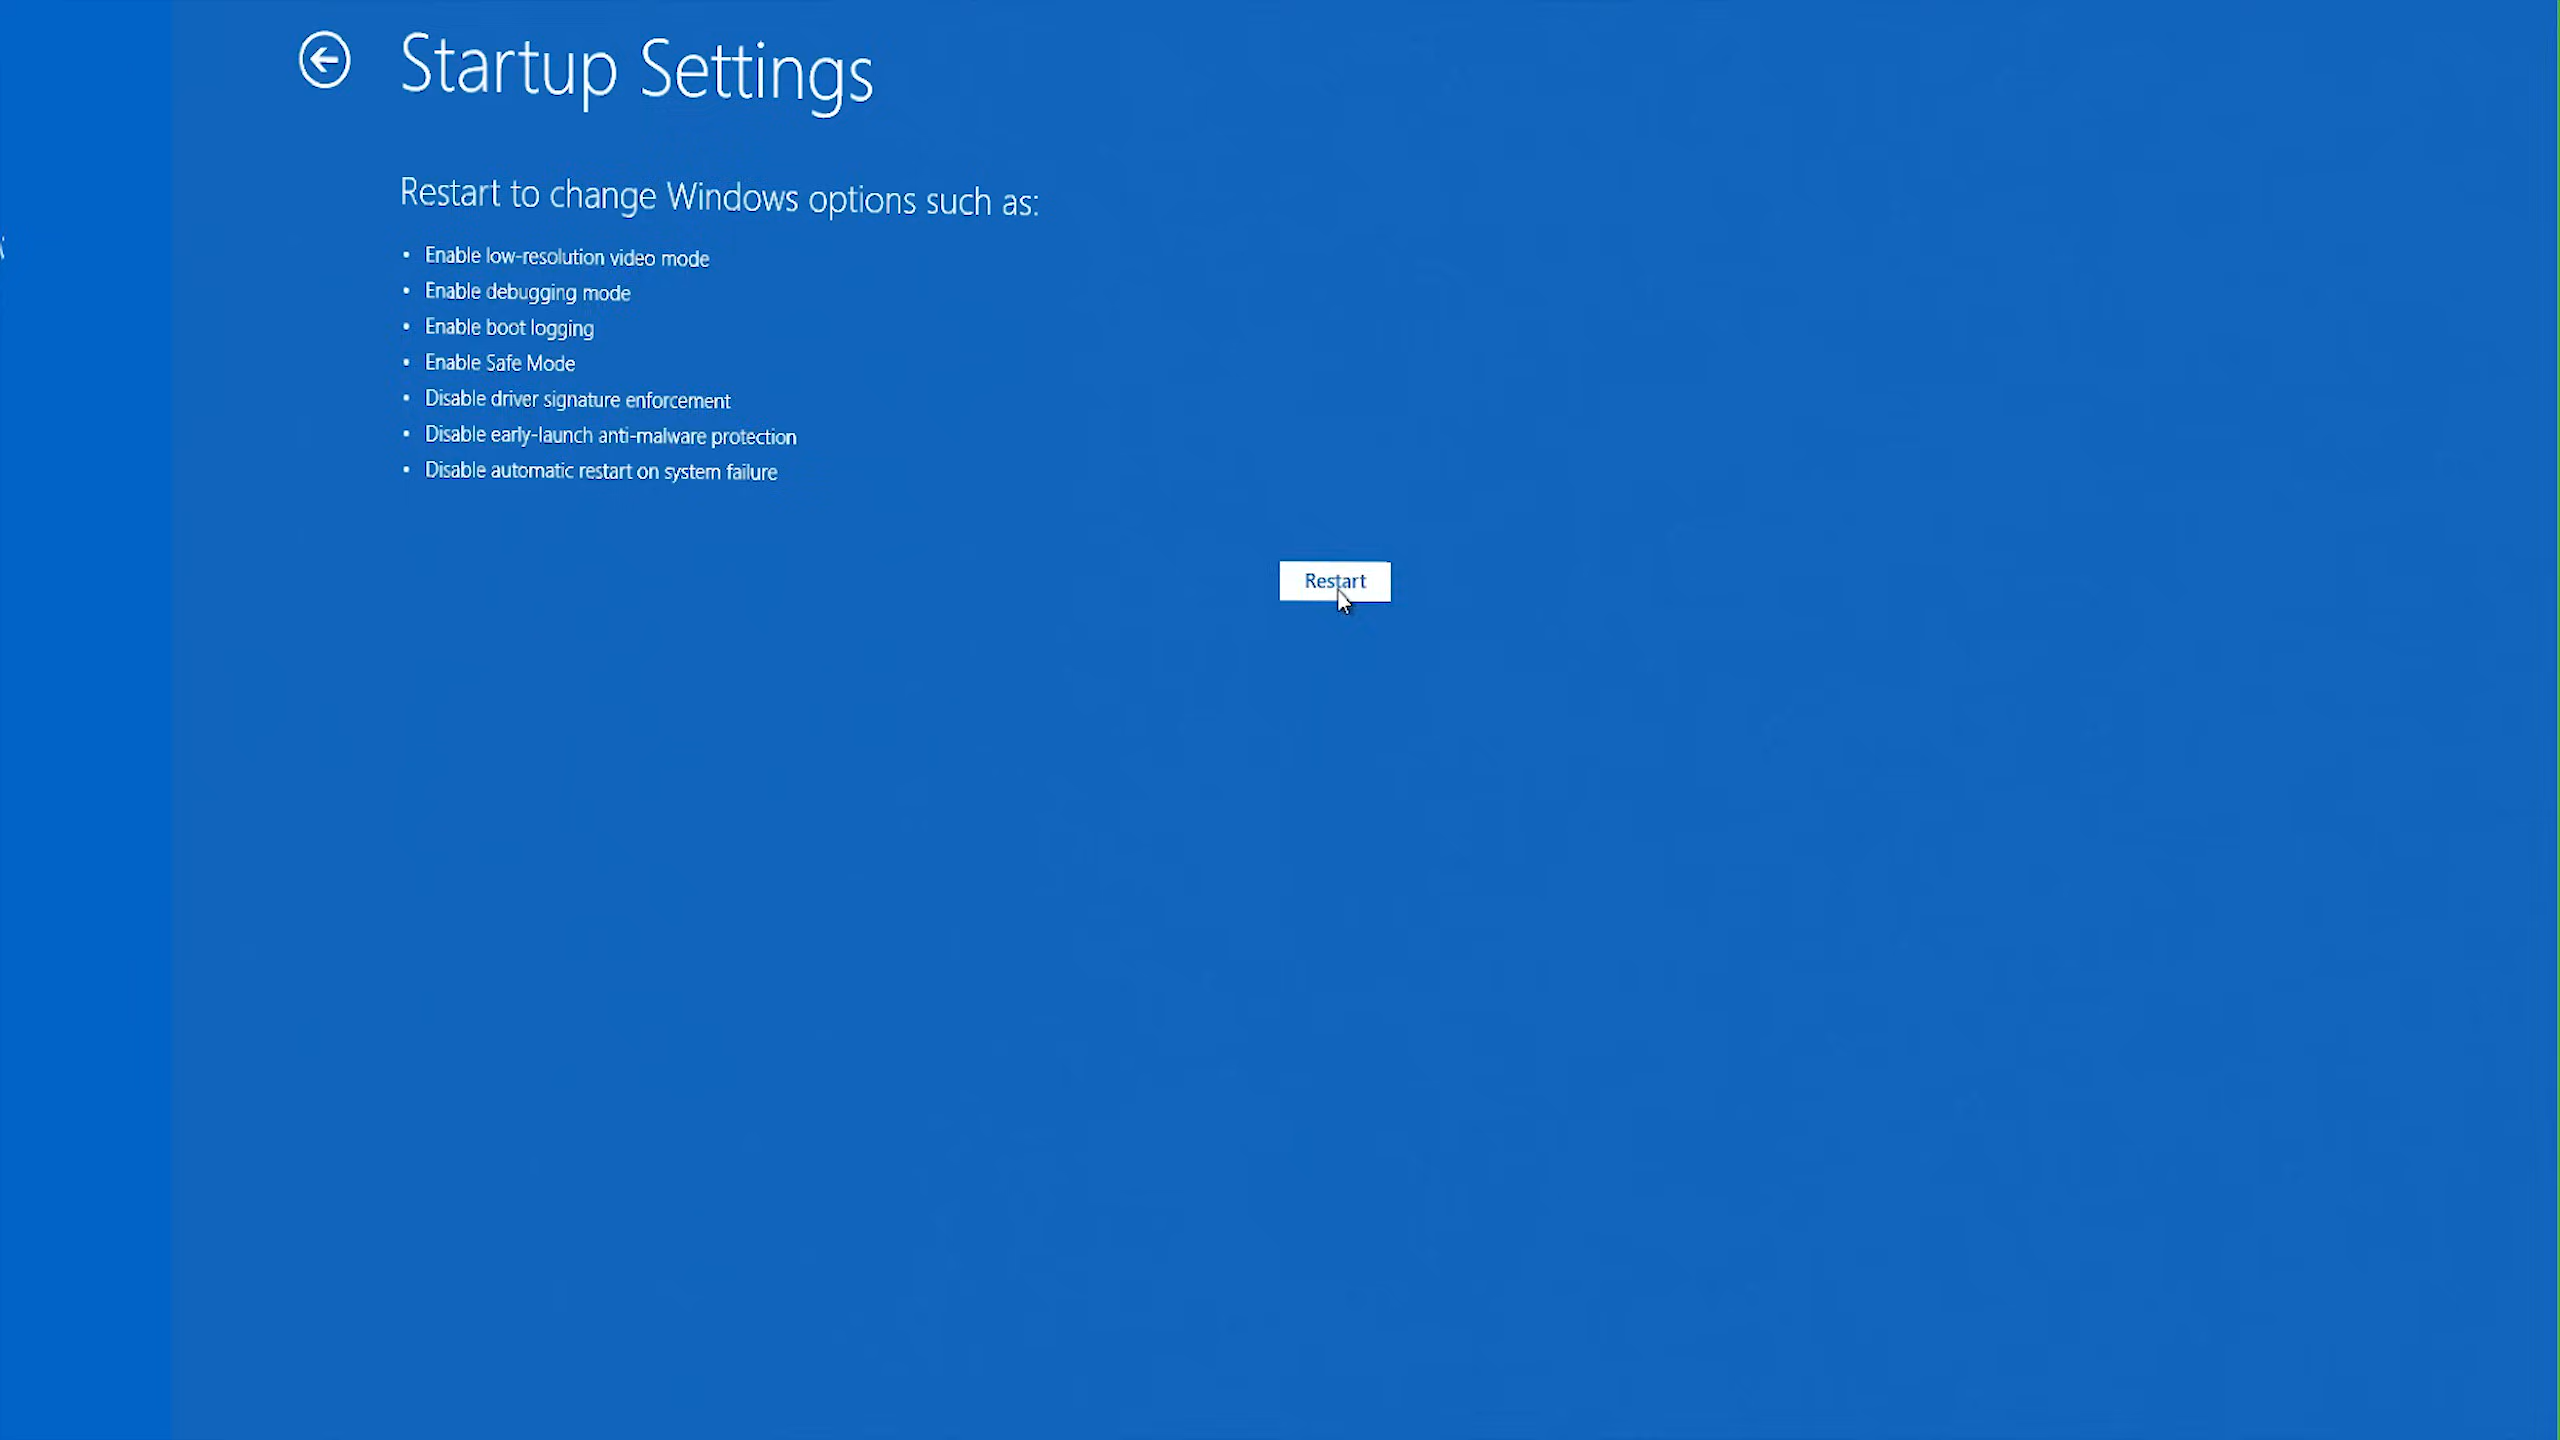 Startup Settings
Restart to change Windows options such as:
• Enable low-resolution video mode
• Enable debugging mode
• Enable boot logging
• Enable Safe Mode
• Disable driver signature enforcement
• Disable early-launch anti-malware protection
• Disable automatic restart on system failure
Restart